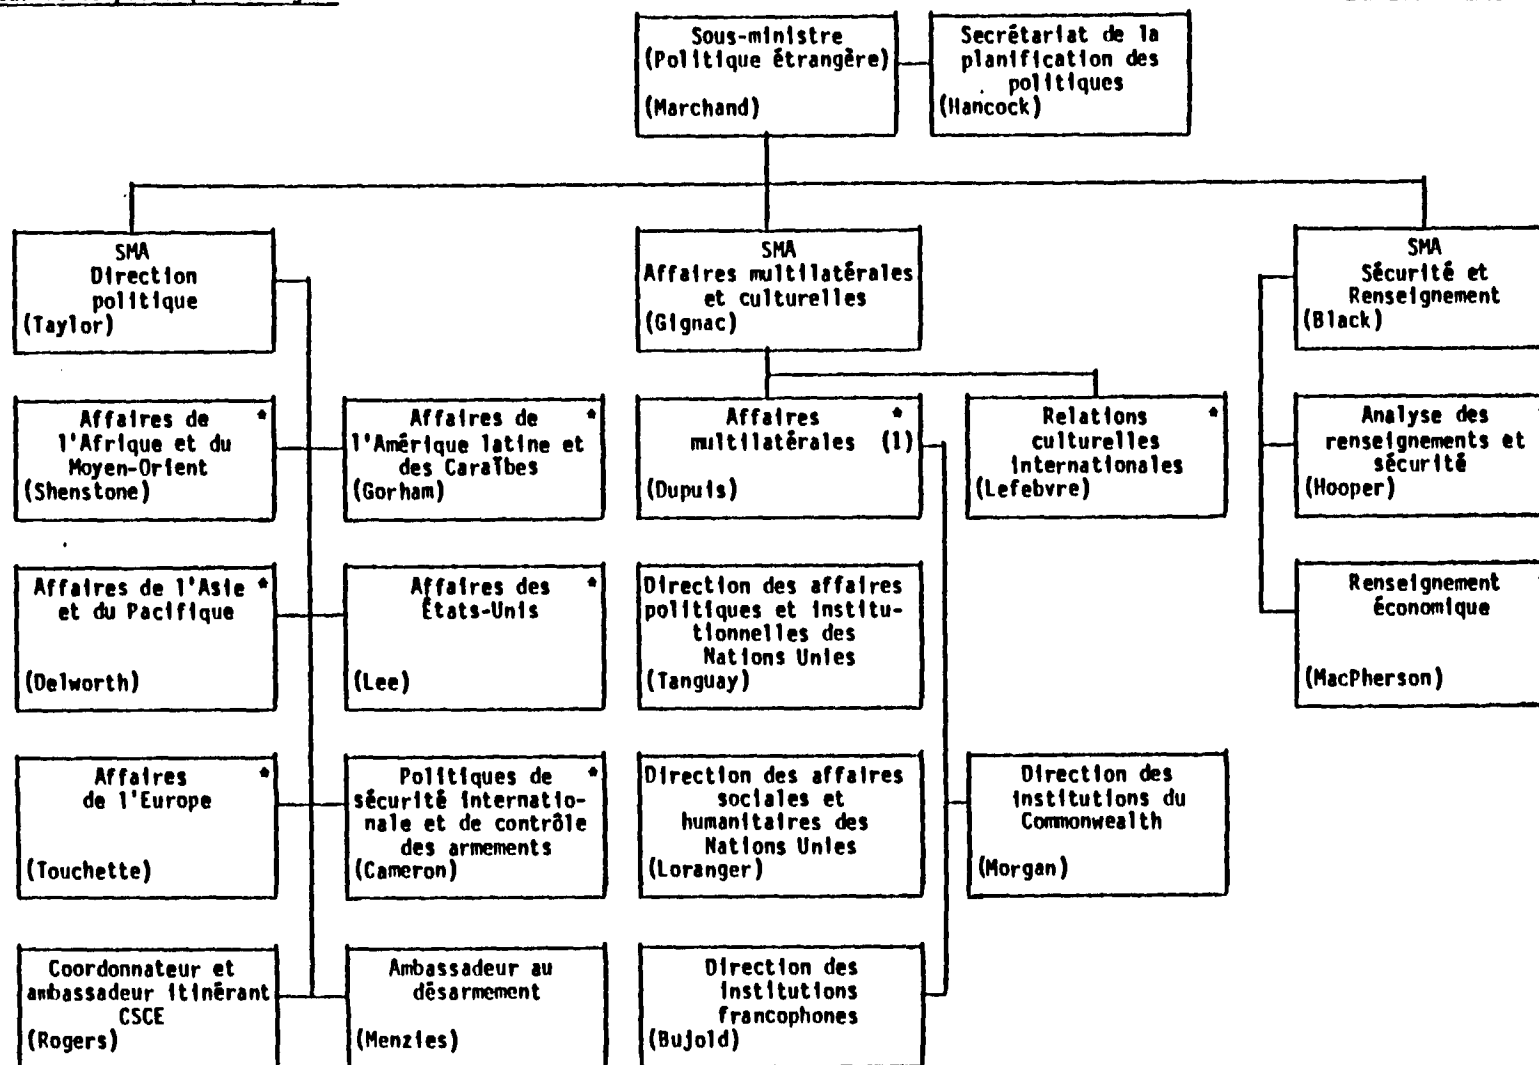 Sous-ministre
(Politique étrangère)
(Marchand)
Secrétariat de la
planification des
politiques
(Hancock)
SMA
Direction
politique
(Taylor)
SMA
Affaires multilatérales
et culturelles
(Gignac)
SMA
Sécurité et
Renseignement
(Black)
Affaires de *
l'Afrique et du
Moyen-Orient
(Shenstone)
Affaires de *
l'Amérique latine et
des Caraïbes
(Gorham)
Affaires *
multilatérales (1)
(Dupuis)
Relations *
culturelles
internationales
(Lefebvre)
Analyse des
renseignements et
sécurité
(Hooper)
Affaires de l'Asie *
et du Pacifique
(Delworth)
Affaires des *
États-Unis
(Lee)
Direction des affaires
politiques et institu-
tionnelles des
Nations Unies
(Tanguay)
Renseignement
économique
(MacPherson)
Affaires *
de l'Europe
(Touchette)
Politiques de *
sécurité internatio-
nale et de contrôle
des armements
(Cameron)
Direction des affaires
sociales et
humanitaires des
Nations Unies
(Loranger)
Direction des
institutions du
Commonwealth
(Morgan)
Coordonnateur et
ambassadeur itinérant
CSCE
(Rogers)
Ambassadeur au
désarmement
(Menzies)
Direction des
institutions
francophones
(Bujold)